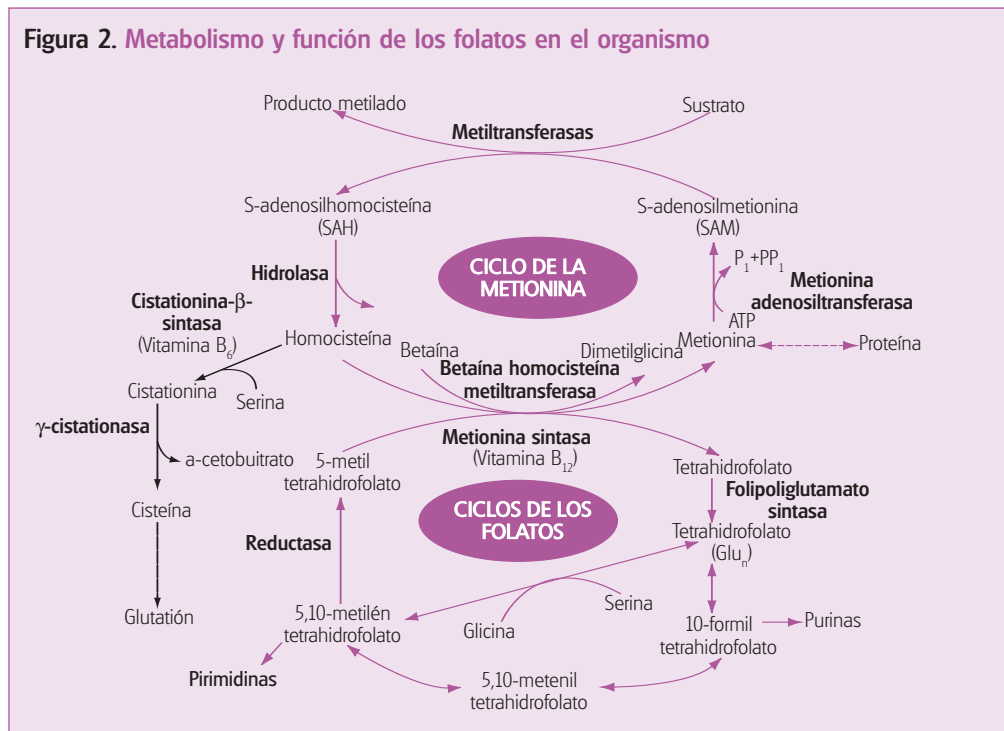 Figura 2. Metabolismo y función de los folatos en el organismo
Producto metilado
Sustrato
Metiltransferasas
S-adenosilhomocisteína
(SAH)
S-adenosilmetionina
(SAM)
CICLO DE LA
METIONINA
P1+PP1
Metionina
adenosiltransferasa
ATP
Hidrolasa
Cistationina-β-
sintasa
(Vitamina B6)
Homocisteína
Betaína
Dimetilglicina
Metionina
Proteína
Betaína homocisteína
metiltransferasa
Cistationina
Serina
γ-cistationasa
a-cetobuitrato
Metionina sintasa
(Vitamina B12)
5-metil
tetrahidrofolato
Tetrahidrofolato
Folipoliglutamato
sintasa
Cisteína
CICLOS DE LOS
FOLATOS
Tetrahidrofolato
(Glun)
Reductasa
Glutatión
5,10-metilén
tetrahidrofolato
Glicina
Serina
10-formil
tetrahidrofolato
Purinas
Pirimidinas
5,10-metenil
tetrahidrofolato